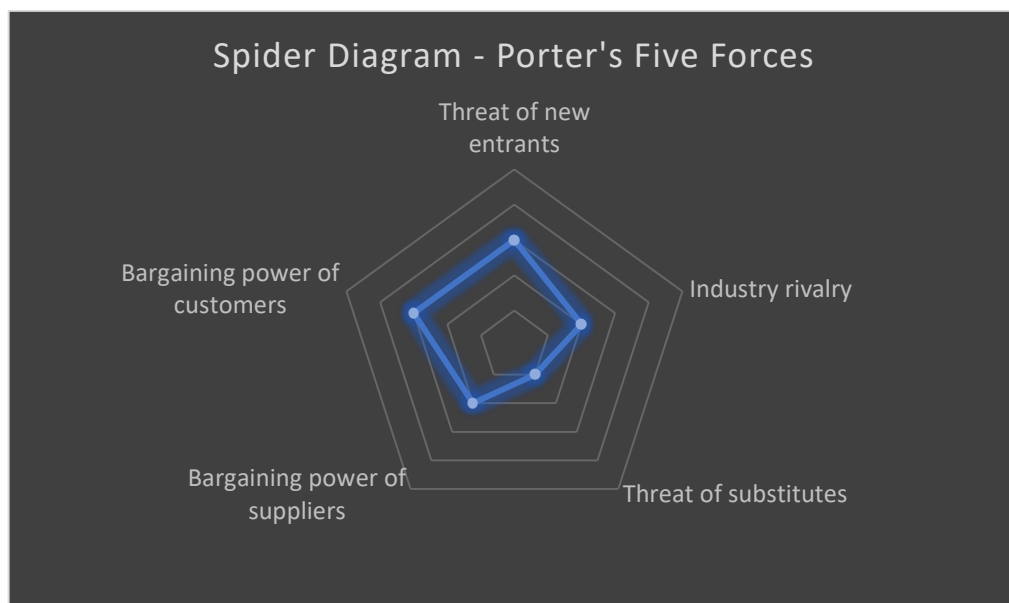 Spider Diagram - Porter's Five Forces
Threat of new
entrants
Industry rivalry
Threat of substitutes
Bargaining power of
suppliers
Bargaining power of
customers